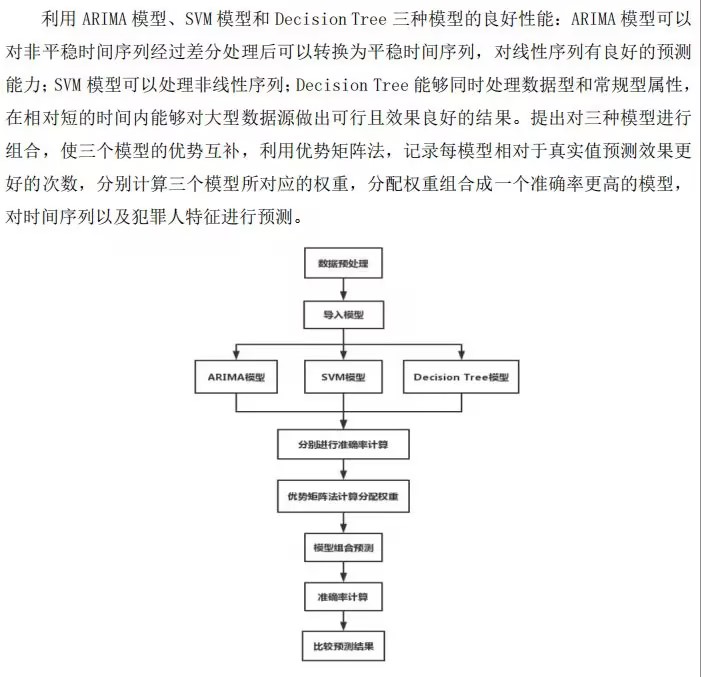 利用 ARIMA 模型、SVM 模型和 Decision Tree 三种模型的良好性能：ARIMA 模型可以
对非平稳时间序列经过差分处理后可以转换为平稳时间序列，对线性序列有良好的预测
能力；SVM 模型可以处理非线性序列；Decision Tree 能够同时处理数据型和常规型属性，
在相对短的时间内能够对大型数据源做出可行且效果良好的结果。提出对三种模型进行
组合，使三个模型的优势互补，利用优势矩阵法，记录每模型相对于真实值预测效果更
好的次数，分别计算三个模型所对应的权重，分配权重组合成一个准确率更高的模型，
对时间序列以及犯罪人特征进行预测。
数据预处理
导入模型
ARIMA模型
SVM模型
Decision Tree模型
分别进行准确率计算
优势矩阵法计算分配权重
模型组合预测
准确率计算
比较预测结果